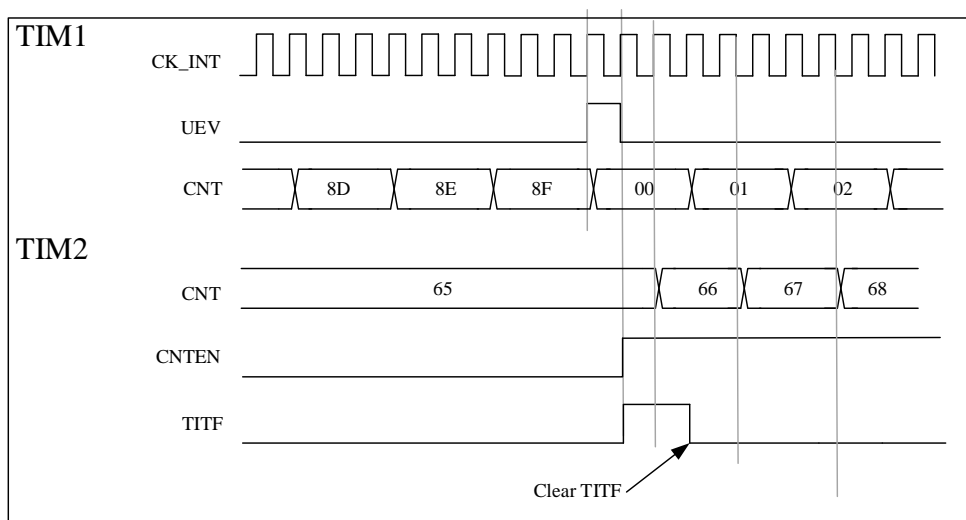 TIM1
CK_INT
UEV
CNT
8D 8E 8F 00 01 02
TIM2
CNT
65 66 67 68
CNTEN
TITF
Clear TITF